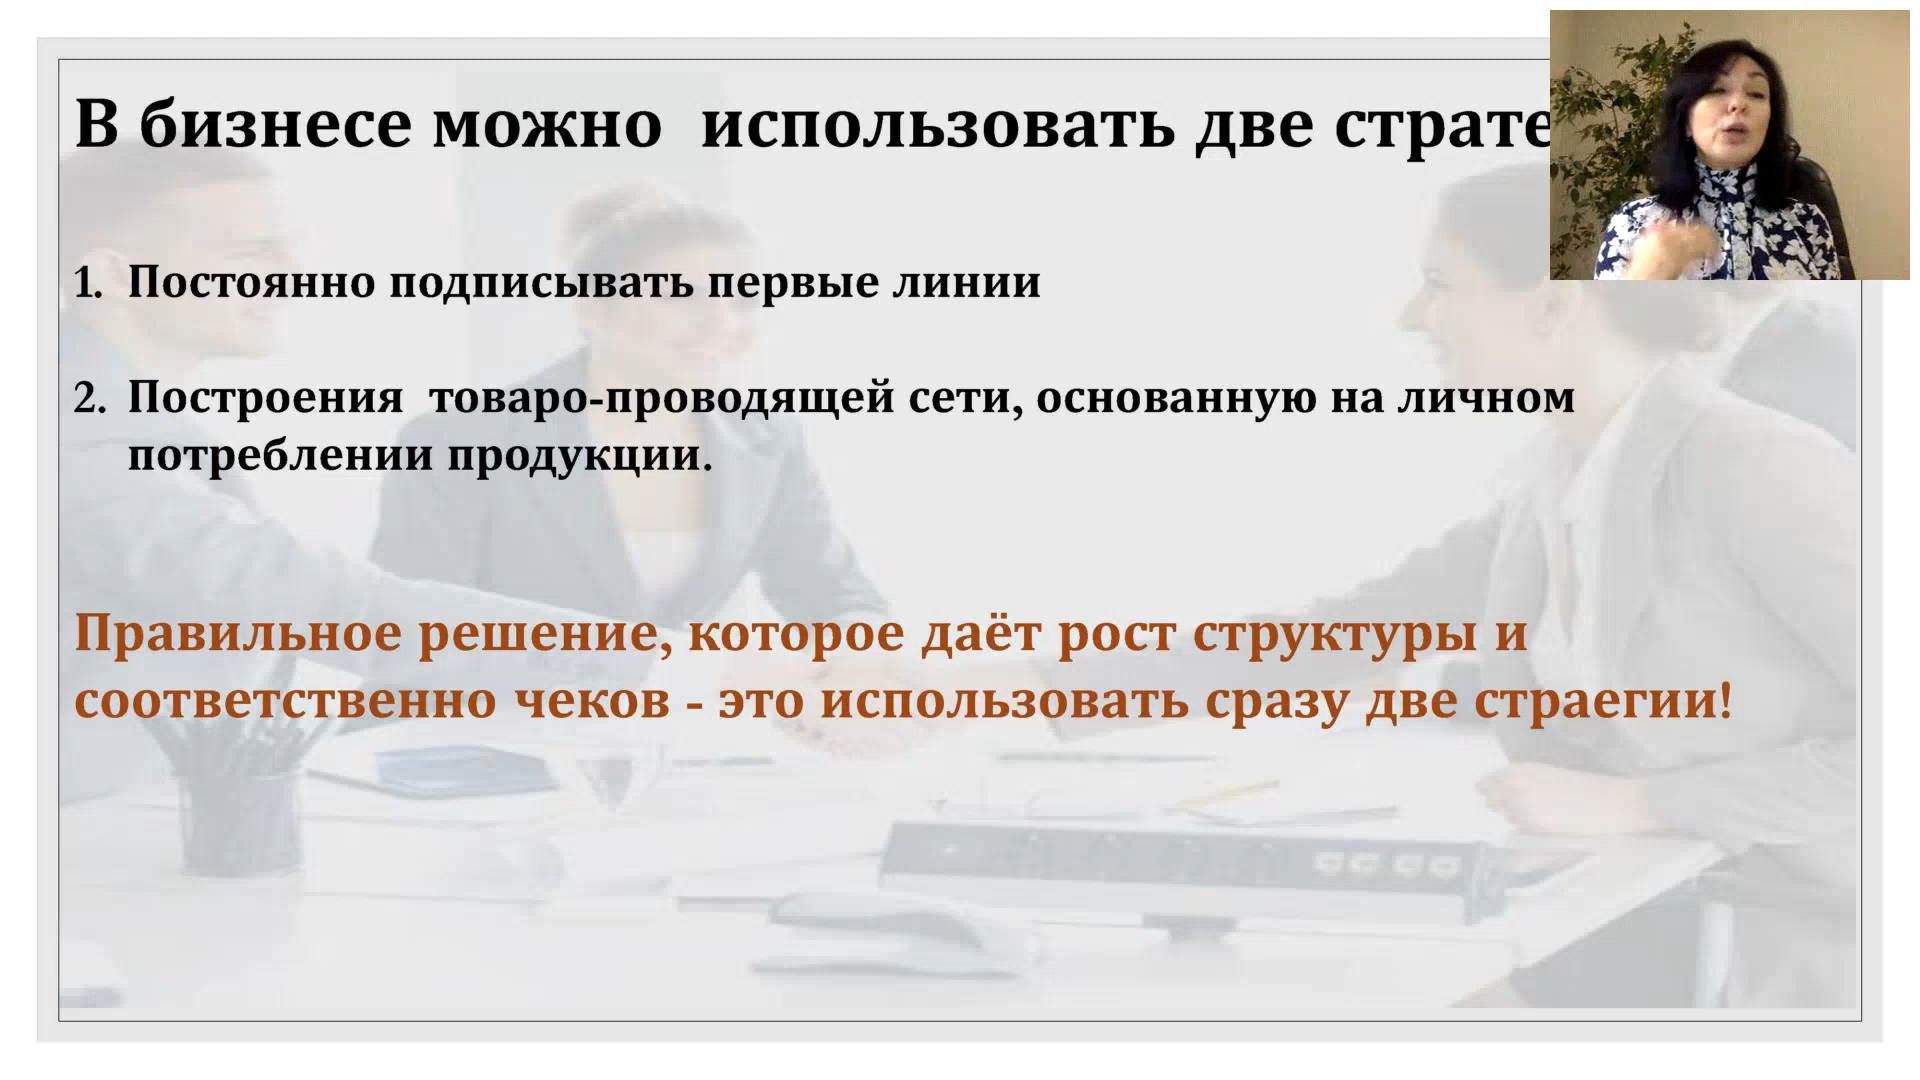 В бизнесе можно использовать две страте
1. Постоянно подписывать первые линии
2. Построения товаро-проводящей сети, основанную на личном
потреблении продукции.
Правильное решение, которое даёт рост структуры и
соответственно чеков - это использовать сразу две страегии!